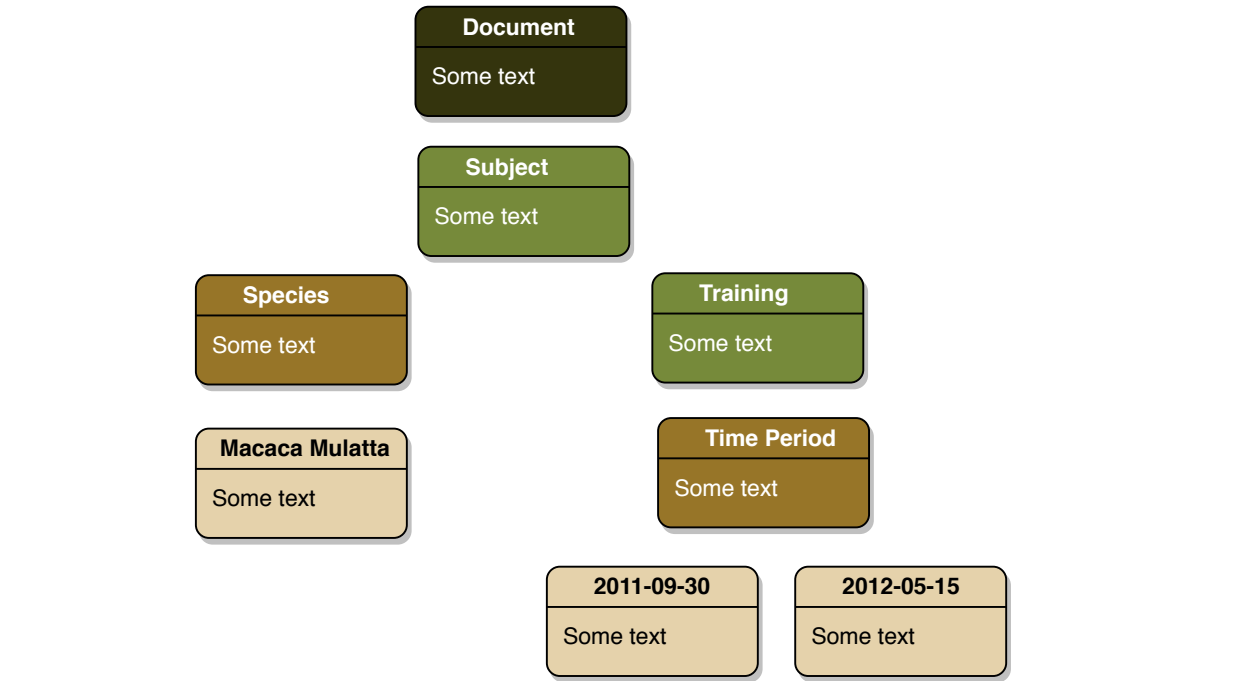 Document
Some text
Subject
Some text
Species
Some text
Training
Some text
Macaca Mulatta
Some text
Time Period
Some text
2011-09-30
Some text
2012-05-15
Some text